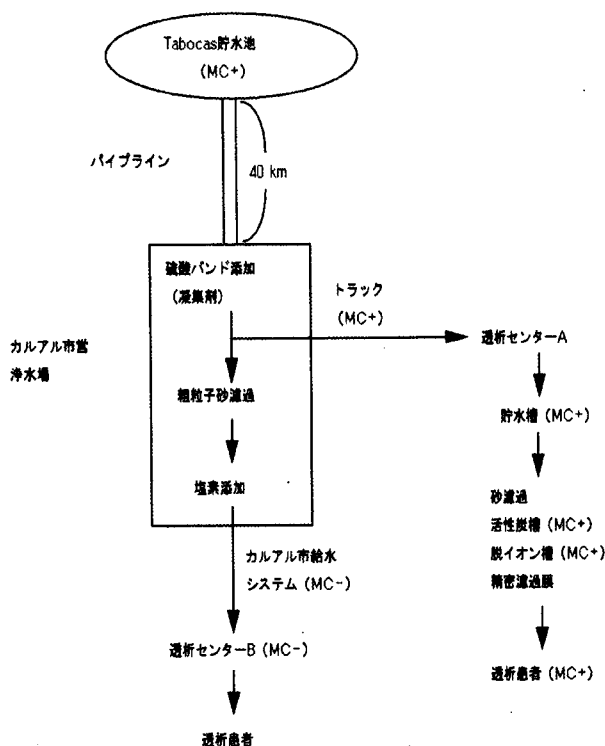 Tabocas貯水池
(MC+)
パイプライン
40 km
硫酸バンド添加
(凝集剤)
トラック
(MC+)
透析センターA
カルアル市営
浄水場
粗粒子砂濾過
貯水槽 (MC+)
塩素添加
砂濾過
活性炭槽 (MC+)
脱イオン槽 (MC+)
精密濾過膜
カルアル市給水
システム (MC-)
透析センターB (MC-)
透析患者 (MC+)
透析患者